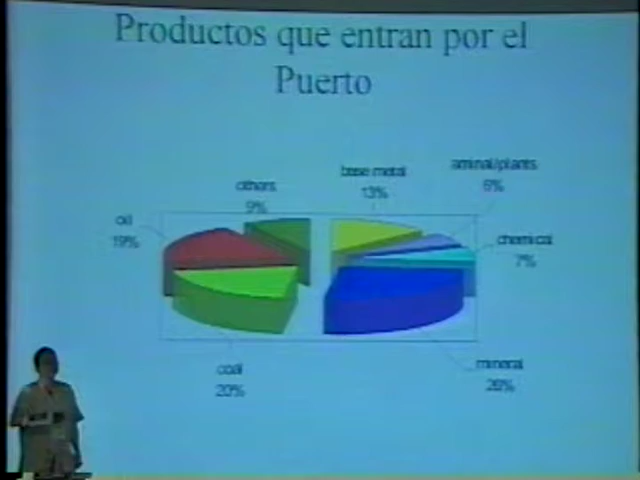 Productos que entran por el
Puerto
base metal
13%
aminal/plants
6%
others
9%
oil
19%
chemical
7%
mineral
26%
coal
20%